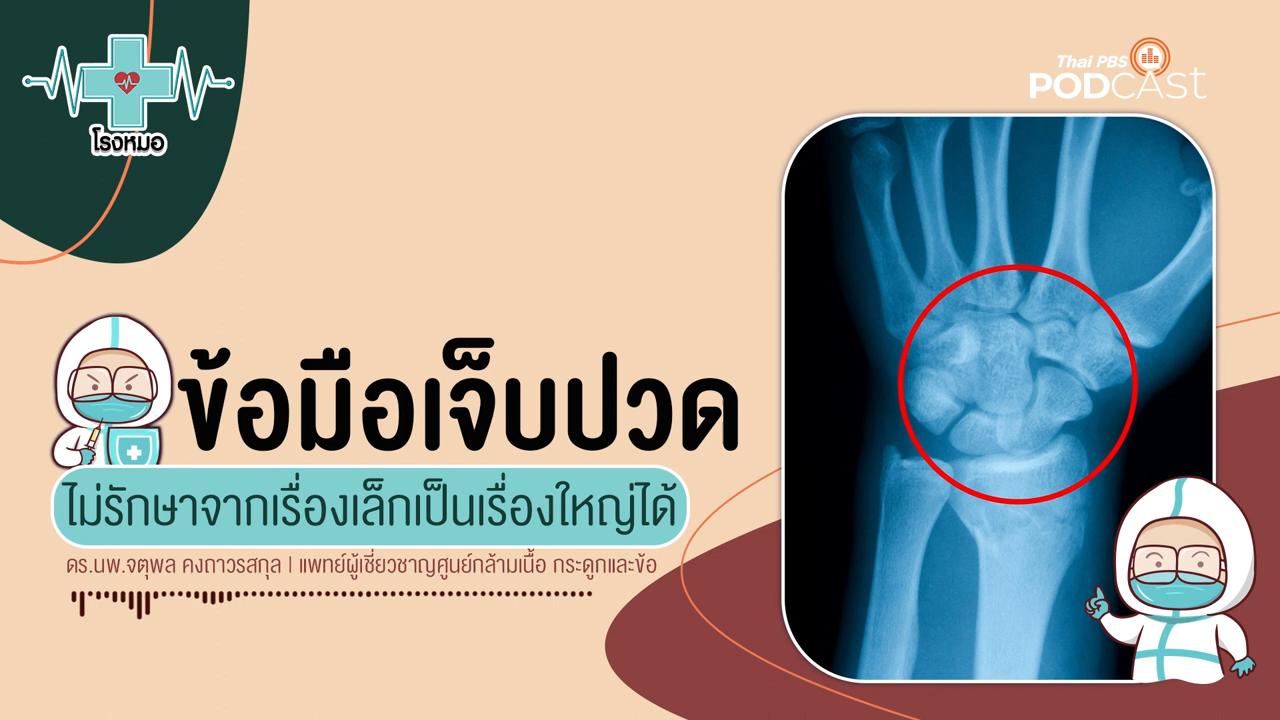 โรงหมอ
Thai PBS
PODCAST
ข้อมือเจ็บปวด
ไม่รักษาจากเรื่องเล็กเป็นเรื่องใหญ่ได้
ดร.นพ.จตุพล คงถาวรสกุล | แพทย์ผู้เชี่ยวชาญศูนย์กล้ามเนื้อ กระดูกและข้อ